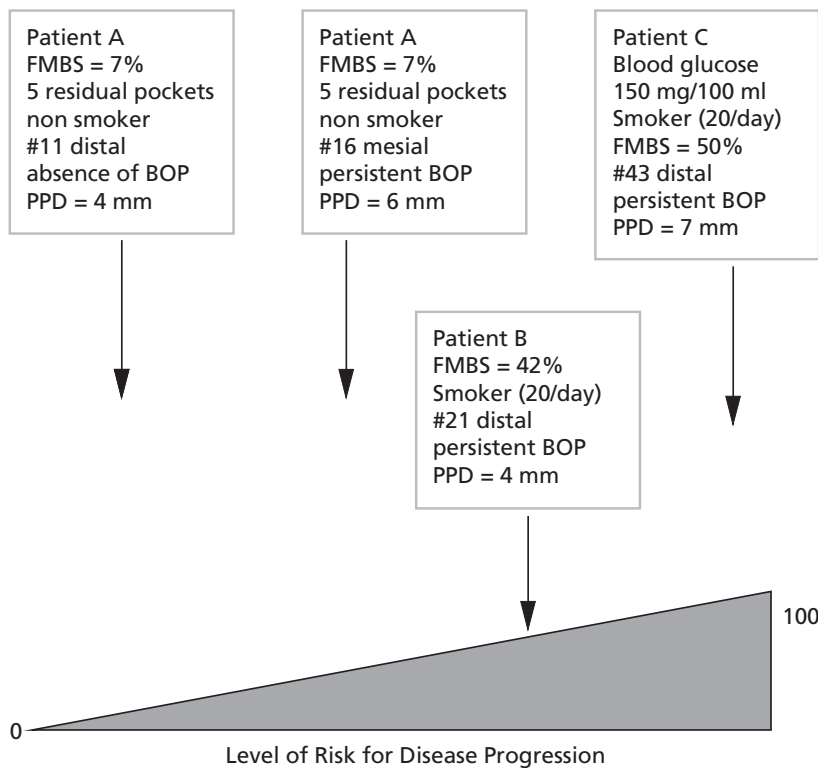 Patient A
FMBS = 7%
5 residual pockets
non smoker
#11 distal
absence of BOP
PPD = 4 mm
Patient A
FMBS = 7%
5 residual pockets
non smoker
#16 mesial
persistent BOP
PPD = 6 mm
Patient C
Blood glucose
150 mg/100 ml
Smoker (20/day)
FMBS = 50%
#43 distal
persistent BOP
PPD = 7 mm
Patient B
FMBS = 42%
Smoker (20/day)
#21 distal
persistent BOP
PPD = 4 mm
100
0
Level of Risk for Disease Progression